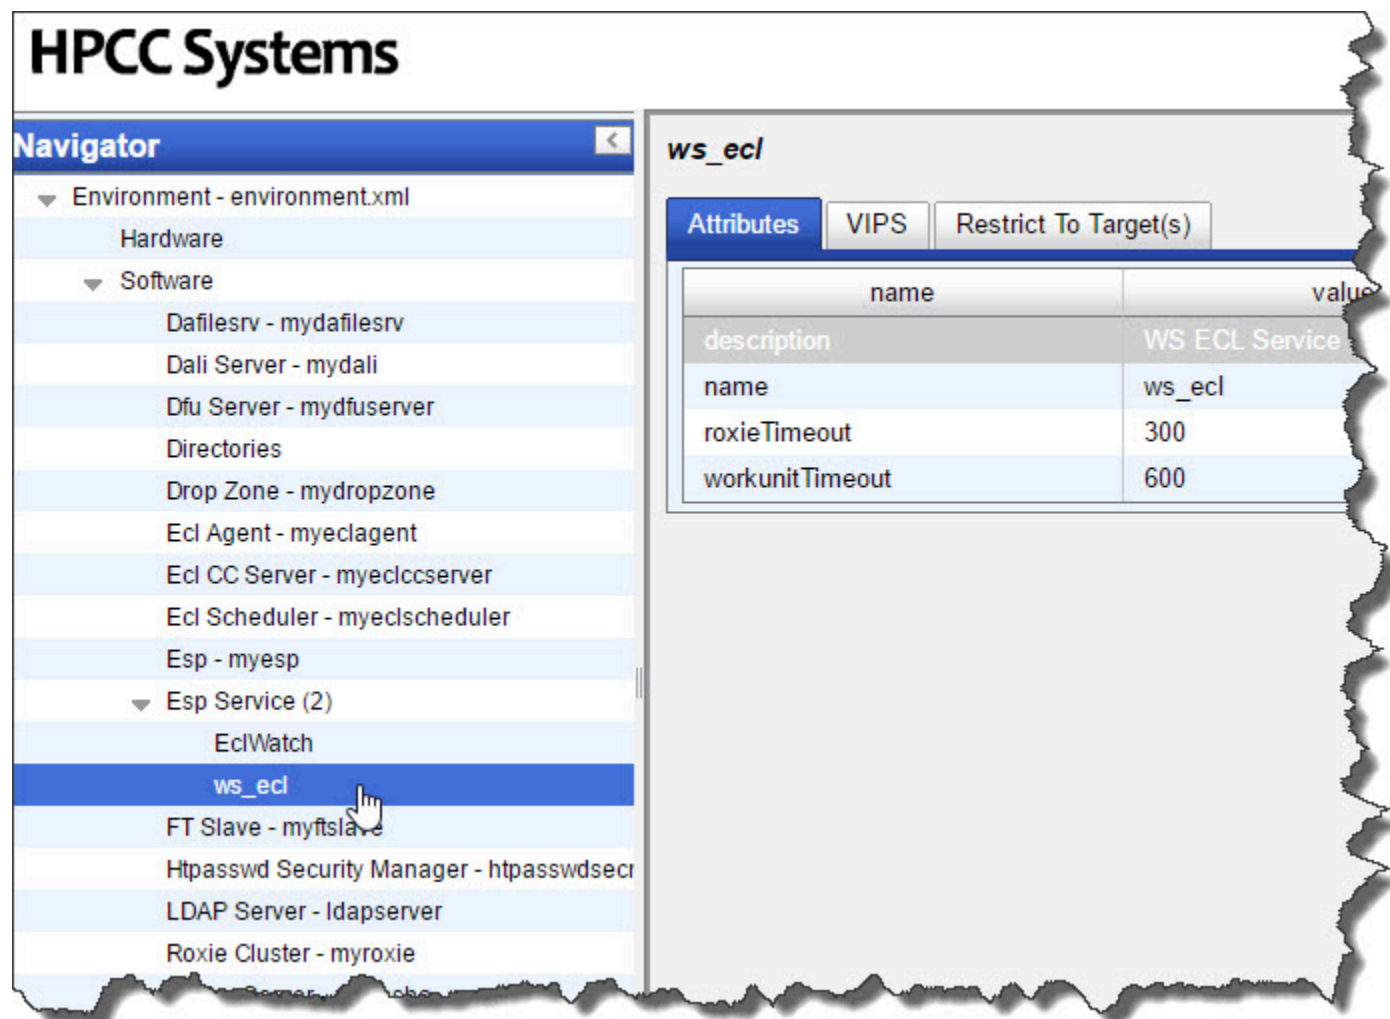 HPCC Systems
Navigator
Environment - environment.xml
Hardware
Software
Dafilesrv - mydafilesrv
Dali Server - mydali
Dfu Server - mydfuserver
Directories
Drop Zone - mydropzone
Ecl Agent - myeclagent
Ecl CC Server - myeclccserver
Ecl Scheduler - myeclscheduler
Esp - myesp
Esp Service (2)
EclWatch
ws_ecl
FT Slave - myftslave
Htpasswd Security Manager - htpasswdsecr
LDAP Server - ldapserver
Roxie Cluster - myroxie
ws_ecl
Attributes VIPS Restrict To Target(s)
name value
description WS ECL Service
name ws_ecl
roxieTimeout 300
workunitTimeout 600